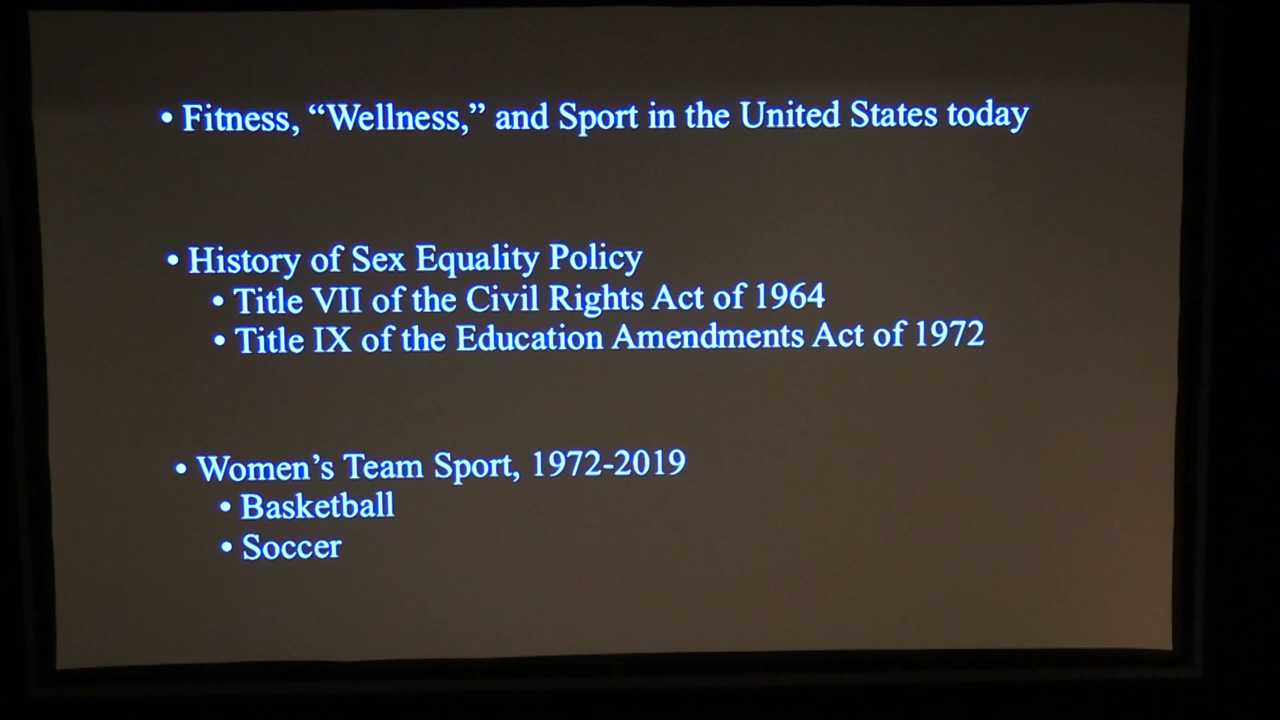 • Fitness, “Wellness,” and Sport in the United States today
• History of Sex Equality Policy
• Title VII of the Civil Rights Act of 1964
• Title IX of the Education Amendments Act of 1972
• Women’s Team Sport, 1972-2019
• Basketball
• Soccer